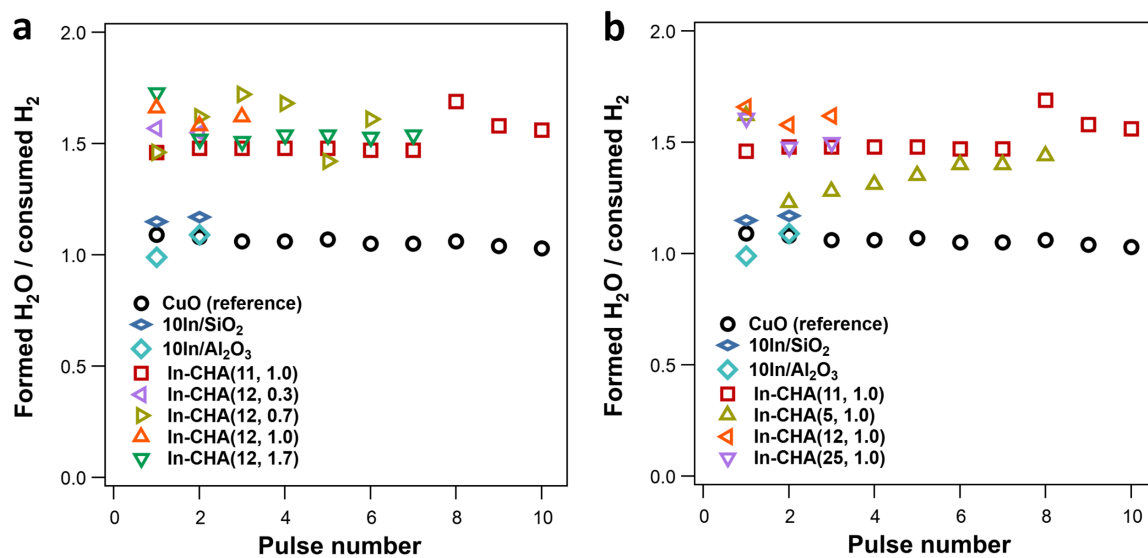 a
2.0
1.5
1.0
0.5
0.0
Formed H₂O / consumed H₂
CuO (reference)
10In/SiO₂
10In/Al₂O₃
In-CHA(11, 1.0)
In-CHA(12, 0.3)
In-CHA(12, 0.7)
In-CHA(12, 1.0)
In-CHA(12, 1.7)
0 2 4 6 8 10
Pulse number
b
2.0
1.5
1.0
0.5
0.0
Formed H₂O / consumed H₂
CuO (reference)
10In/SiO₂
10In/Al₂O₃
In-CHA(11, 1.0)
In-CHA(5, 1.0)
In-CHA(12, 1.0)
In-CHA(25, 1.0)
0 2 4 6 8 10
Pulse number